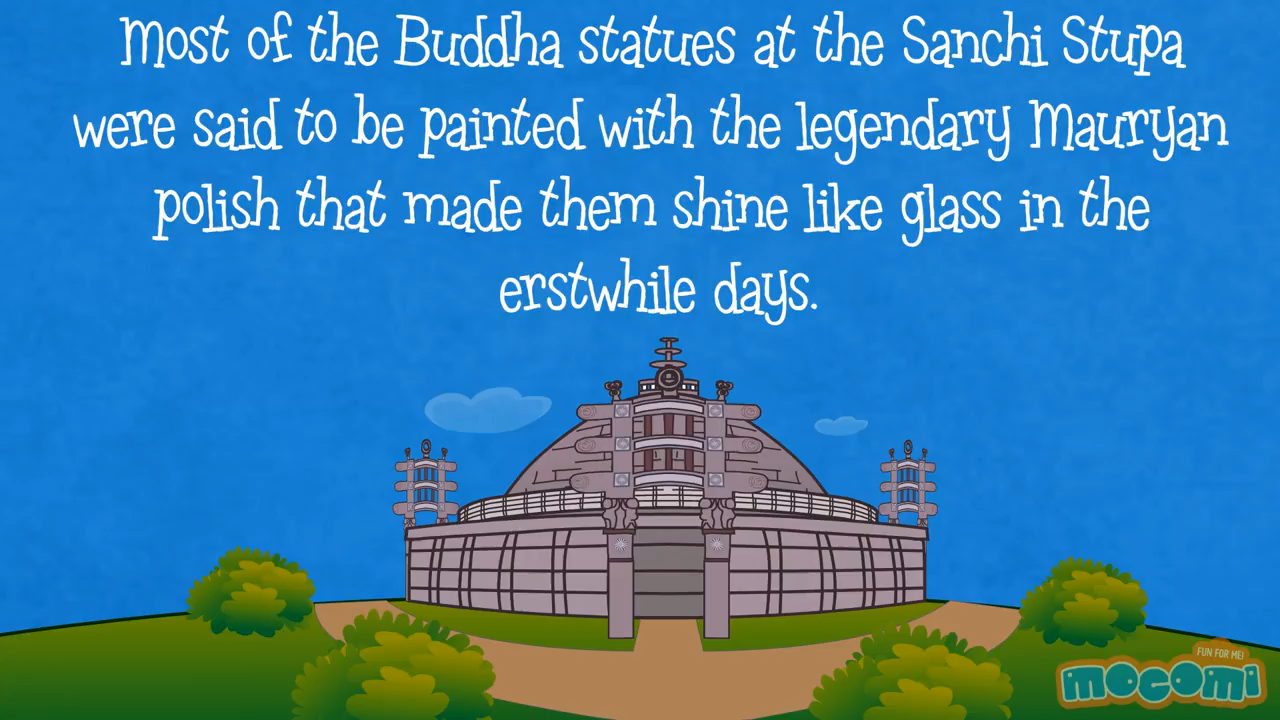 Most of the Buddha statues at the Sanchi Stupa
were said to be painted with the legendary Mauryan
polish that made them shine like glass in the
erstwhile days.
FUN FOR ME!
mocomi